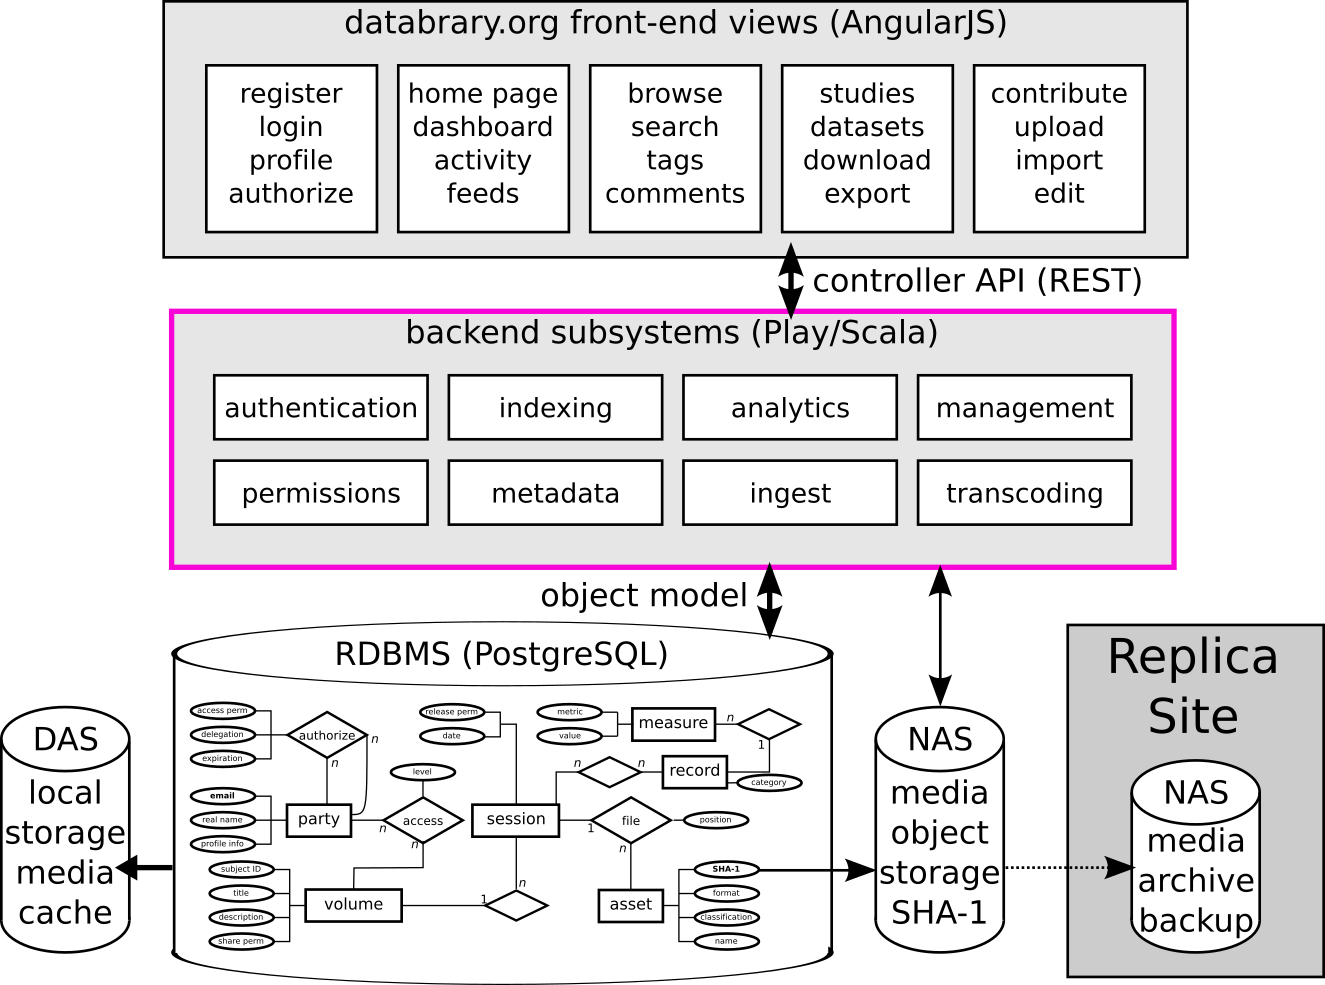 databrary.org front-end views (AngularJS)
register
login
profile
authorize
home page
dashboard
activity
feeds
browse
search
tags
comments
studies
datasets
download
export
contribute
upload
import
edit
controller API (REST)
backend subsystems (Play/Scala)
authentication
indexing
analytics
management
permissions
metadata
ingest
transcoding
object model
RDBMS (PostgreSQL)
access perm
delegation
expiration
authorize
n
n
email
real name
profile info
party
n
level
access
n
subject ID
title
description
share perm
volume
1
n
release perm
date
session
metric
value
measure
n
1
n
n
record
category
1
file
n
position
asset
SHA-1
format
classification
name
DAS
local
storage
media
cache
NAS
media
object
storage
SHA-1
Replica
Site
NAS
media
archive
backup